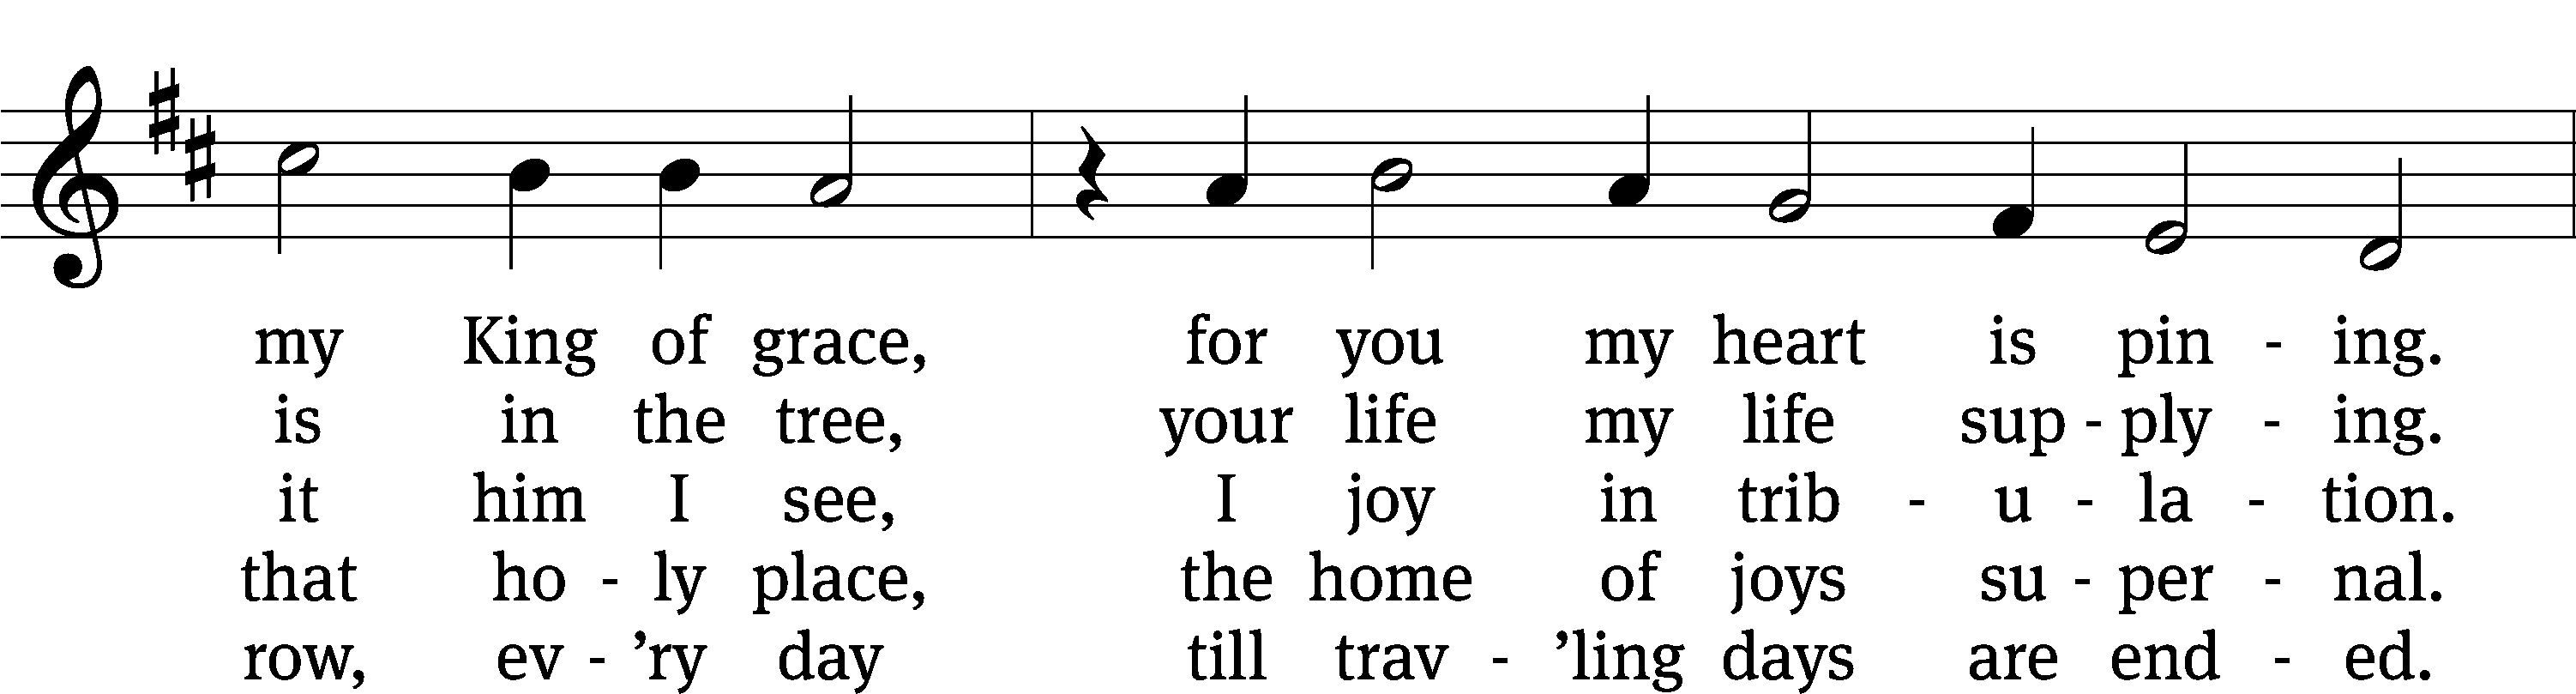 my King of grace, for you my heart is pin - ing.
is in the tree, your life my life sup - ply - ing.
it him I see, I joy in trib - u - la - tion.
that ho - ly place, the home of joys su - per - nal.
row, ev - ’ry day till trav - ’ling days are end - ed.